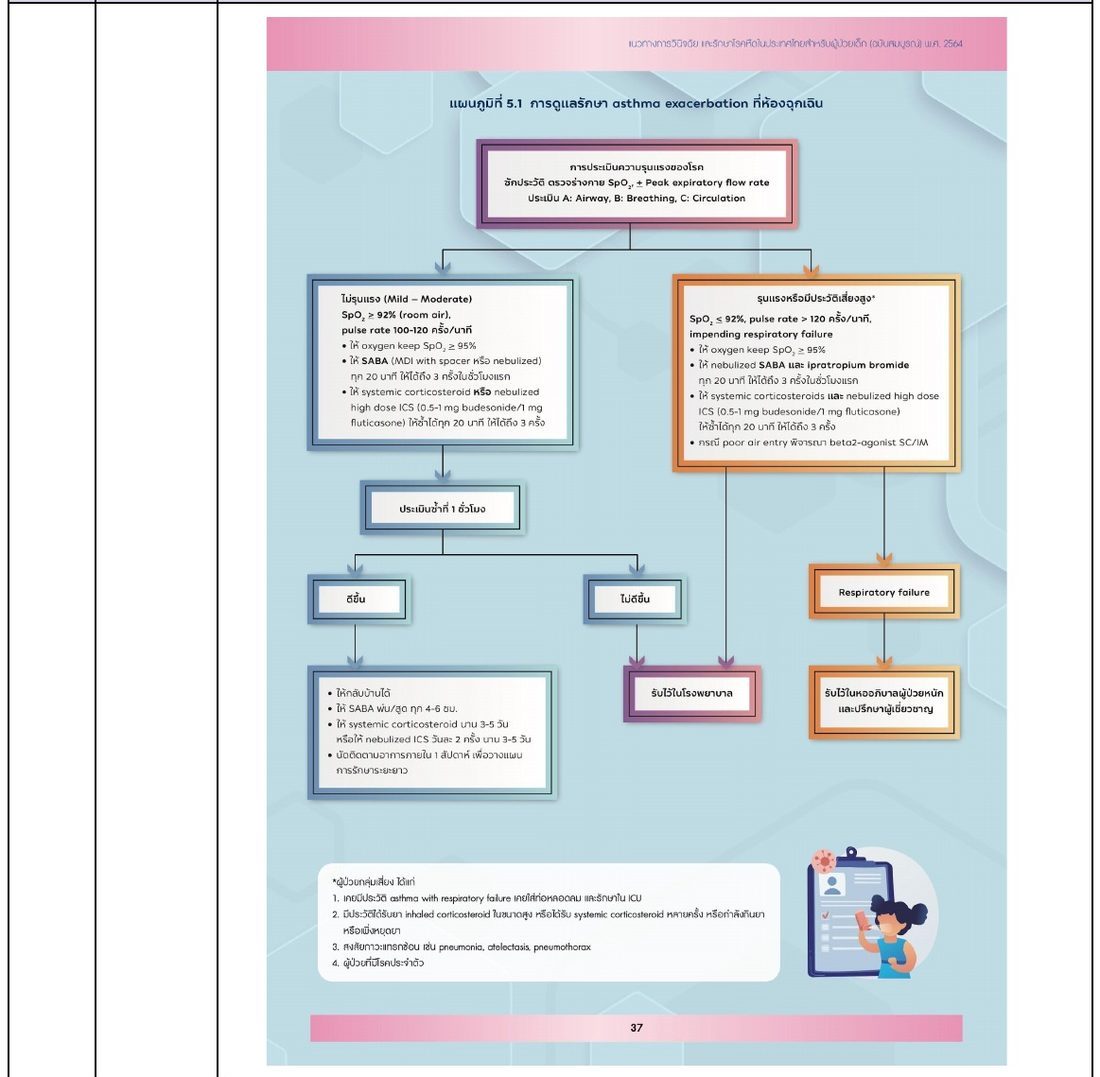 แนวทางการวินิจฉัย และรักษาโรคหืดในประเทศไทยสำหรับผู้ป่วยเด็ก (ฉบับสมบูรณ์) พ.ศ. 2564
แผนภูมิที่ 5.1 การดูแลรักษา asthma exacerbation ที่ห้องฉุกเฉิน
การประเมินความรุนแรงของโรค
ซักประวัติ ตรวจร่างกาย SpO₂, ± Peak expiratory flow rate
ประเมิน A: Airway, B: Breathing, C: Circulation
ไม่รุนแรง (Mild – Moderate)
SpO₂ ≥ 92% (room air),
pulse rate 100-120 ครั้ง/นาที
• ให้ oxygen keep SpO₂ ≥ 95%
• ให้ SABA (MDI with spacer หรือ nebulized)
ทุก 20 นาที ให้ได้ถึง 3 ครั้งในชั่วโมงแรก
• ให้ systemic corticosteroid หรือ nebulized
high dose ICS (0.5-1 mg budesonide/1 mg
fluticasone) ให้ซ้ำได้ทุก 20 นาที ให้ได้ถึง 3 ครั้ง
รุนแรงหรือมีประวัติเสี่ยงสูง*
SpO₂ ≤ 92%, pulse rate > 120 ครั้ง/นาที,
impending respiratory failure
• ให้ oxygen keep SpO₂ ≥ 95%
• ให้ nebulized SABA และ ipratropium bromide
ทุก 20 นาที ให้ได้ถึง 3 ครั้งในชั่วโมงแรก
• ให้ systemic corticosteroids และ nebulized high dose
ICS (0.5-1 mg budesonide/1 mg fluticasone)
ให้ซ้ำได้ทุก 20 นาที ให้ได้ถึง 3 ครั้ง
• กรณี poor air entry พิจารณา beta2-agonist SC/IM
ประเมินซ้ำที่ 1 ชั่วโมง
ดีขึ้น
ไม่ดีขึ้น
Respiratory failure
• ให้กลับบ้านได้
• ให้ SABA พ่น/สูด ทุก 4-6 ชม.
• ให้ systemic corticosteroid นาน 3-5 วัน
หรือให้ nebulized ICS วันละ 2 ครั้ง นาน 3-5 วัน
• นัดติดตามอาการภายใน 1 สัปดาห์ เพื่อวางแผน
การรักษาระยะยาว
รับไว้ในโรงพยาบาล
รับไว้ในหออภิบาลผู้ป่วยหนัก
และปรึกษาผู้เชี่ยวชาญ
*ผู้ป่วยกลุ่มเสี่ยง ได้แก่
1. เคยมีประวัติ asthma with respiratory failure เคยใส่ท่อหลอดลม และรักษาใน ICU
2. มีประวัติได้รับยา inhaled corticosteroid ในขนาดสูง หรือได้รับ systemic corticosteroid หลายครั้ง หรือกำลังกินยา
หรือเพิ่งหยุดยา
3. สงสัยภาวะแทรกซ้อน เช่น pneumonia, atelectasis, pneumothorax
4. ผู้ป่วยที่มีโรคประจำตัว
37